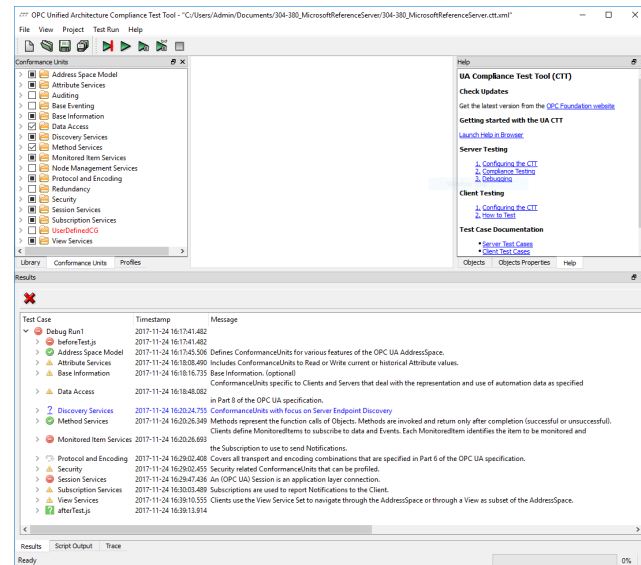 OPC Unified Architecture Compliance Test Tool - "C:/Users/Admin/Documents/304-380_MicrosoftReferenceServer/304-380_MicrosoftReferenceServer.ctt.xml"
File View Project Test Run Help
Conformance Units
Address Space Model
Attribute Services
Auditing
Base Eventing
Base Information
Data Access
Discovery Services
Method Services
Monitored Item Services
Node Management Services
Protocol and Encoding
Redundancy
Security
Session Services
Subscription Services
UserDefinedCG
View Services
Library Conformance Units Profiles
Help
UA Compliance Test Tool (CTT)
Check Updates
Get the latest version from the OPC Foundation website
Getting started with the UA CTT
Launch Help in Browser
Server Testing
1. Configuring the CTT
2. Compliance Testing
3. Debugging
Client Testing
1. Configuring the CTT
2. How to Test
Test Case Documentation
Server Test Cases
Client Test Cases
Objects Objects Properties Help
Results
Test Case Timestamp Message
Debug Run1 2017-11-24 16:17:41.482
beforeTest.js 2017-11-24 16:17:41.482
Address Space Model 2017-11-24 16:17:45.506 Defines ConformanceUnits for various features of the OPC UA AddressSpace.
Attribute Services 2017-11-24 16:18:08.490 Includes ConformanceUnits to Read or Write current or historical Attribute values.
Base Information 2017-11-24 16:18:16.735 Base Information. (optional)
ConformanceUnits specific to Clients and Servers that deal with the representation and use of automation data as specified
Data Access 2017-11-24 16:18:48.082
in Part 8 of the OPC UA specification.
Discovery Services 2017-11-24 16:20:24.755 ConformanceUnits with focus on Server Endpoint Discovery
Method Services 2017-11-24 16:20:26.349 Methods represent the function calls of Objects. Methods are invoked and return only after completion (successful or unsuccessful).
Clients define MonitoredItems to subscribe to data and Events. Each MonitoredItem identifies the item to be monitored and
Monitored Item Services 2017-11-24 16:20:26.693
the Subscription to use to send Notifications.
Protocol and Encoding 2017-11-24 16:29:02.408 Covers all transport and encoding combinations that are specified in Part 6 of the OPC UA specification.
Security 2017-11-24 16:29:02.455 Security related ConformanceUnits that can be profiled.
Session Services 2017-11-24 16:29:47.436 An (OPC UA) Session is an application layer connection.
Subscription Services 2017-11-24 16:30:03.489 Subscriptions are used to report Notifications to the Client.
View Services 2017-11-24 16:39:10.555 Clients use the View Service Set to navigate through the AddressSpace or through a View as subset of the AddressSpace.
afterTest.js 2017-11-24 16:39:13.914
Results Script Output Trace
Ready 0%